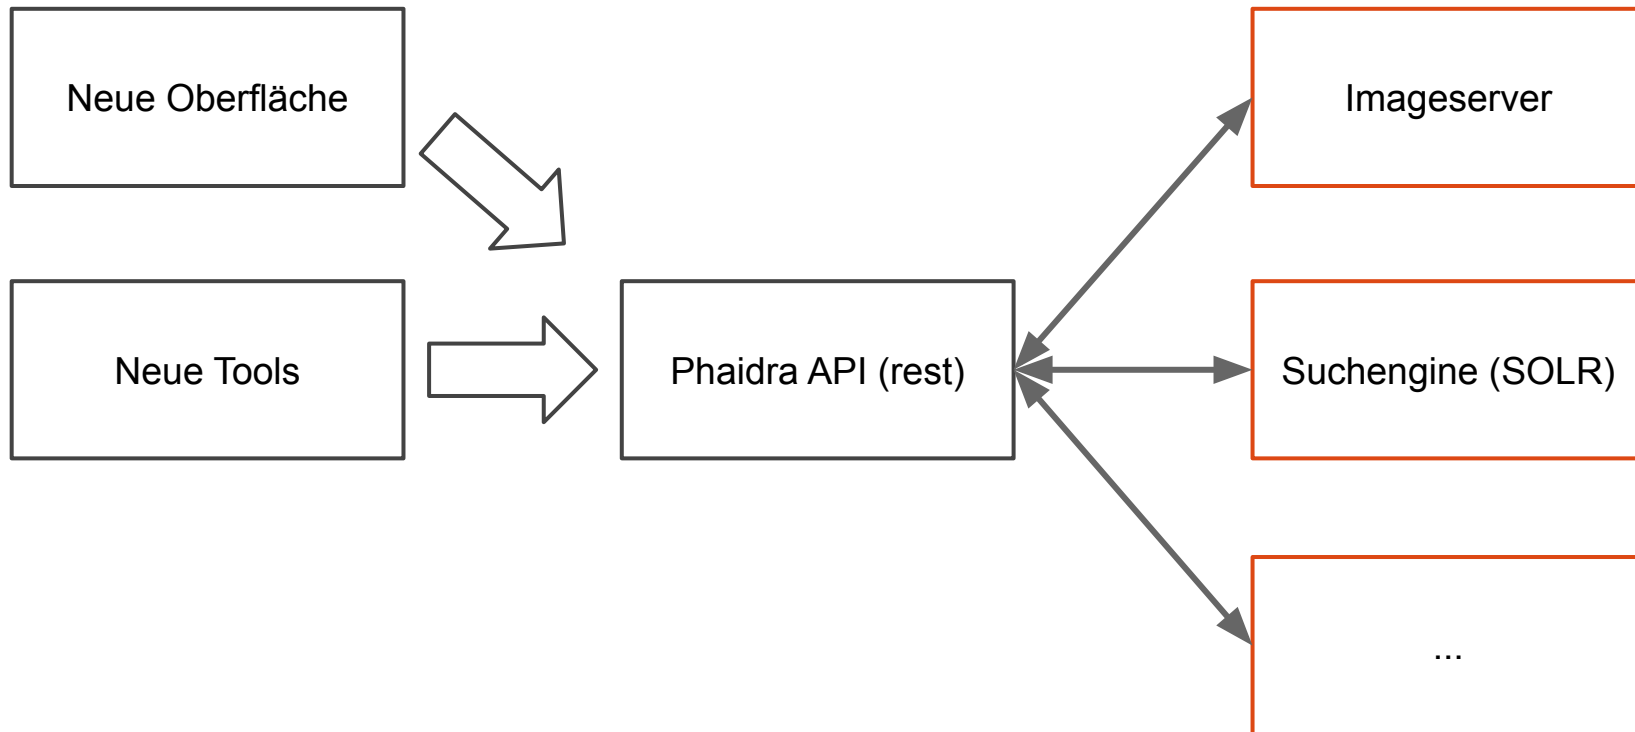 Neue Oberfläche
Imageserver
Neue Tools
Phaidra API (rest)
Suchengine (SOLR)
...